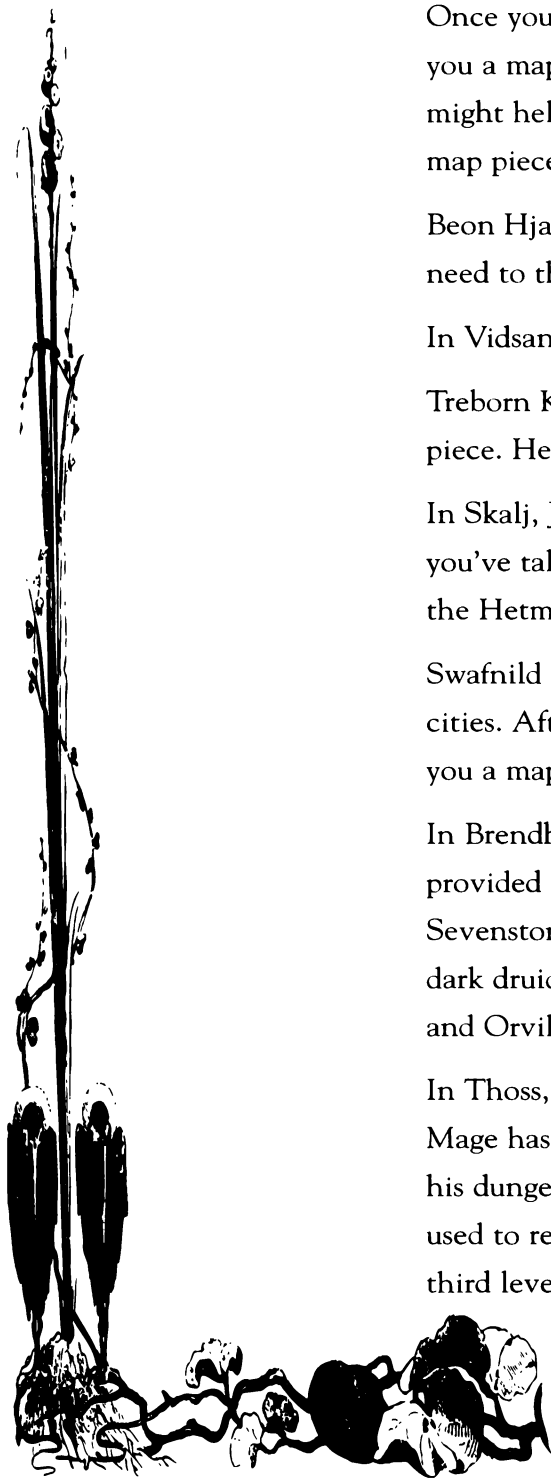 Once you
you a map
might hel
map piece
Beon Hja
need to th
In Vidsan
Treborn K
piece. He
In Skalj, J
you've tal
the Hetm
Swafnild
cities. Aft
you a map
In Brendh
provided
Sevenston
dark druid
and Orvil
In Thoss,
Mage has
his dunge
used to re
third leve